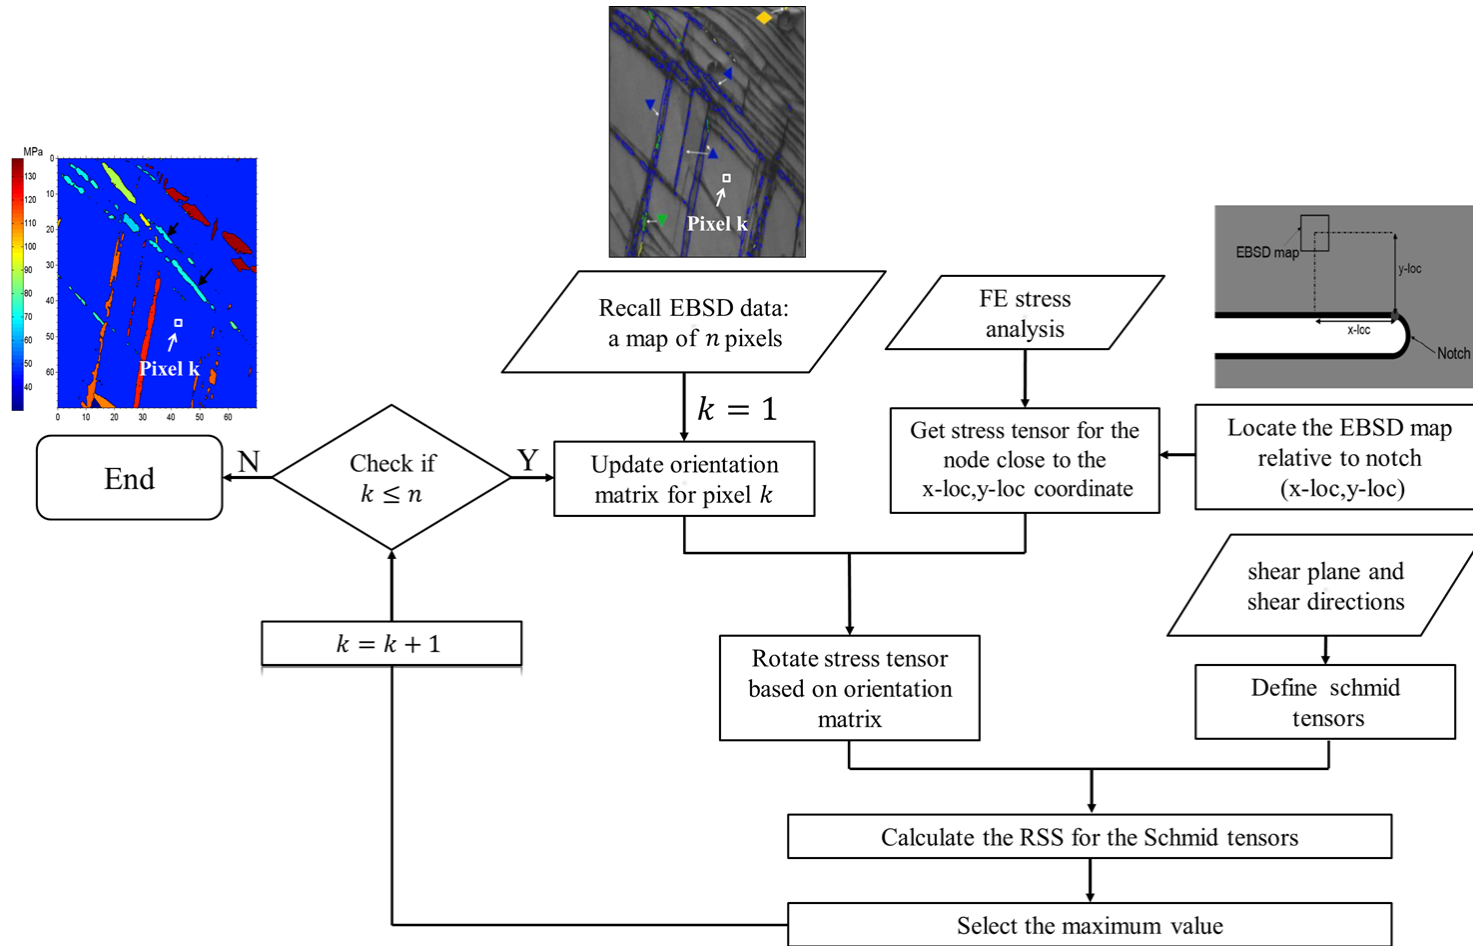 MPa
130
120
110
100
90
80
70
60
50
40
0
10
20
30
40
50
60
0
10
20
30
40
50
60
Pixel k
Pixel k
EBSD map
y-loc
x-loc
Notch
Recall EBSD data:
a map of n pixels
FE stress
analysis
k = 1
End
N
Check if
k ≤ n
Y
Update orientation
matrix for pixel k
Get stress tensor for the
node close to the
x-loc,y-loc coordinate
Locate the EBSD map
relative to notch
(x-loc,y-loc)
shear plane and
shear directions
k = k + 1
Rotate stress tensor
based on orientation
matrix
Define schmid
tensors
Calculate the RSS for the Schmid tensors
Select the maximum value